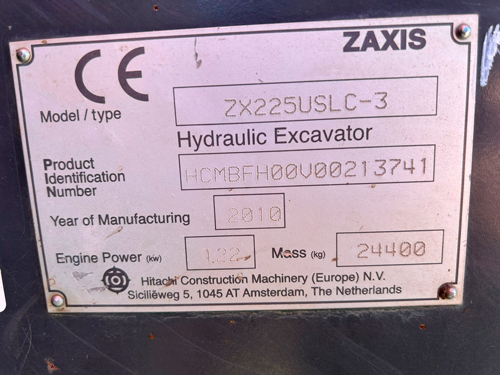 CE ZAXIS
Model / type ZX225USLC-3
Hydraulic Excavator
Product
Identification HCMBFH00V00213741
Number
Year of Manufacturing 2010
Engine Power (kw) 122 Mass (kg) 24400
Hitachi Construction Machinery (Europe) N.V.
Siciliëweg 5, 1045 AT Amsterdam, The Netherlands